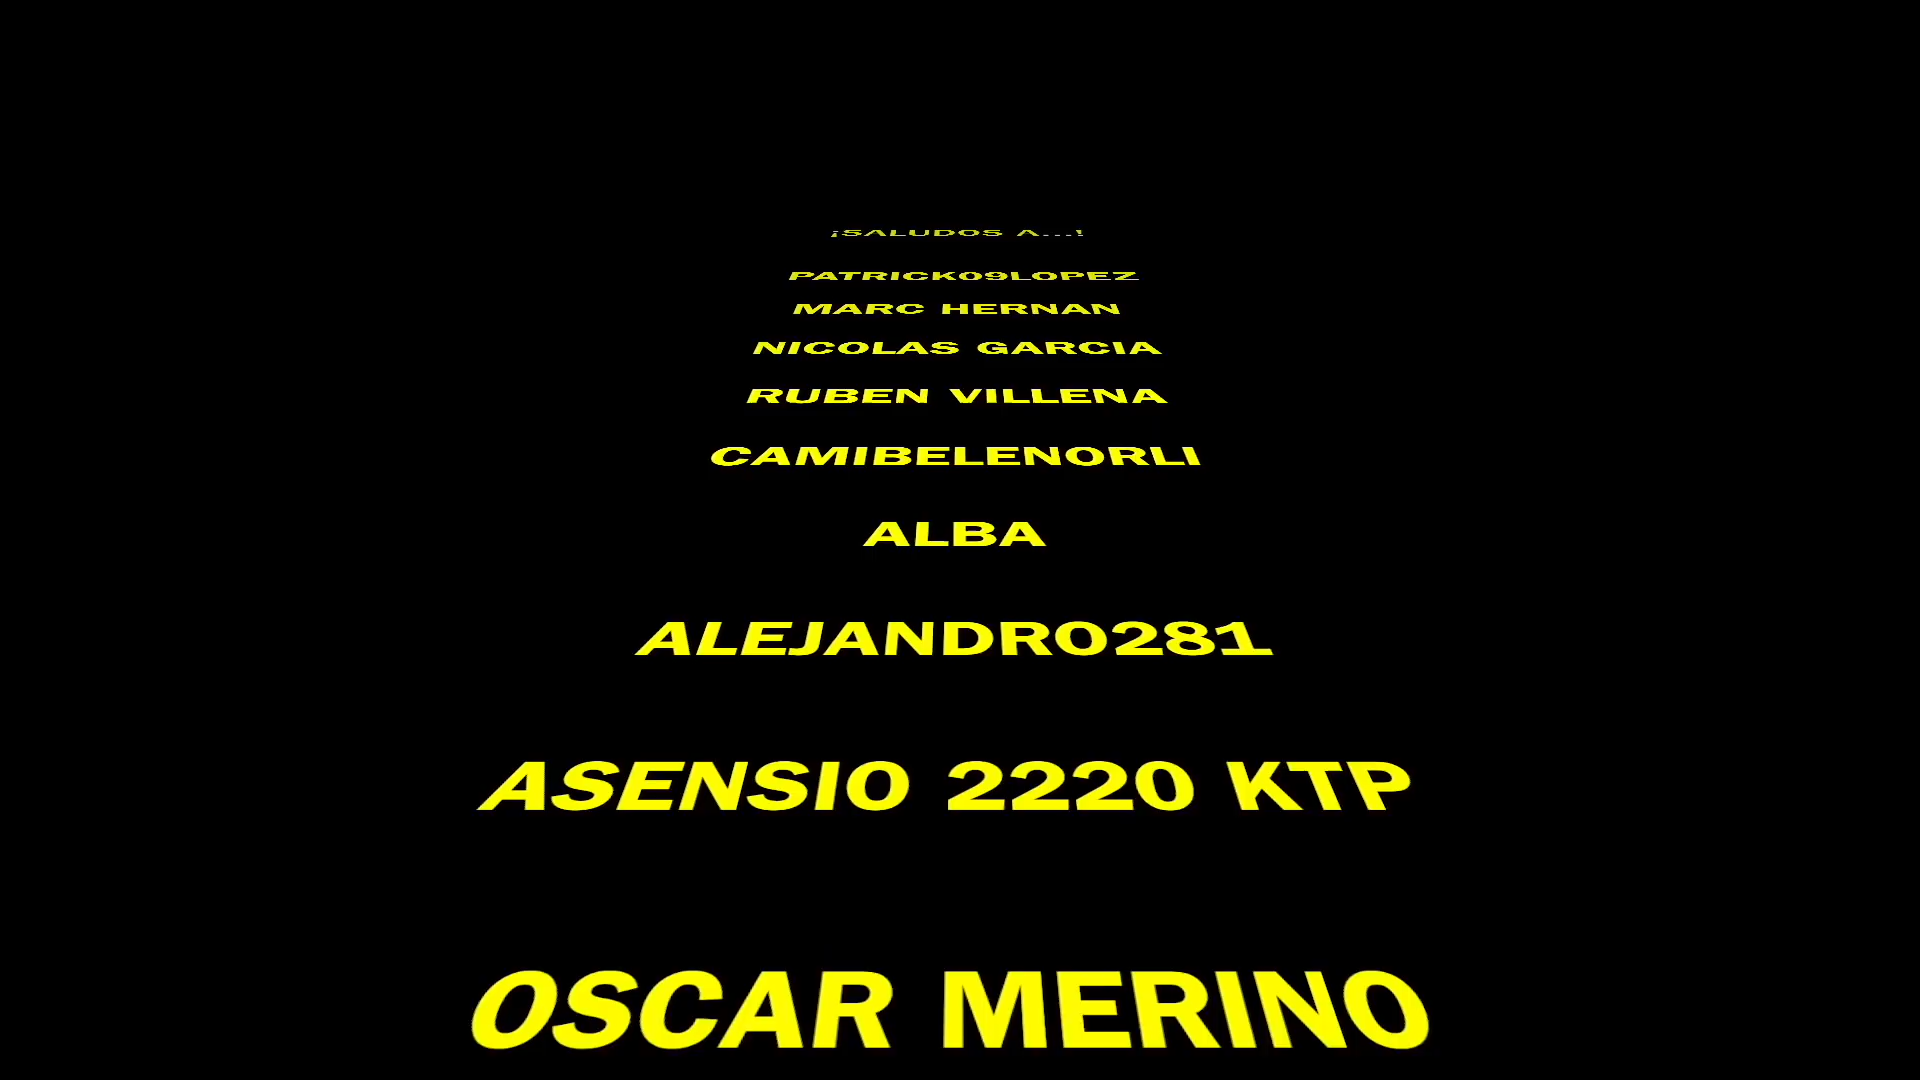 ¡SALUDOS A...!
PATRICK09LOPEZ
MARC HERNAN
NICOLAS GARCIA
RUBEN VILLENA
CAMIBELENORLI
ALBA
ALEJANDRO281
ASENSIO 2220 KTP
OSCAR MERINO